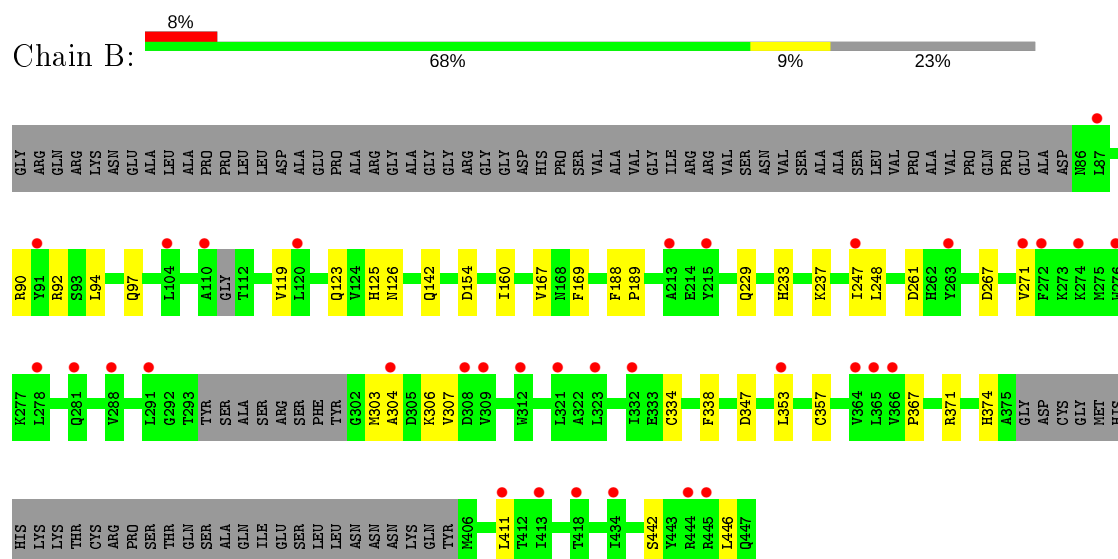 8%
Chain B:
68% 9% 23%
GLY ARG GLN ARG LYS ASN GLU ALA LEU ALA PRO PRO LEU LEU ASP ALA GLU PRO ALA ARG GLY ALA GLY GLY ARG GLY GLY ASP HIS PRO SER VAL ALA VAL GLY ILE ARG ARG VAL SER ASN VAL SER ALA ALA SER LEU VAL PRO ALA VAL PRO GLN PRO GLU ALA ASP N86 L87
R90 Y91 R92 S93 L94 Q97 L104 A110 GLY T112 V119 L120 Q123 V124 H125 N126 Q142 D154 I160 V167 N168 F169 F188 P189 A213 E214 Y215 Q229 H233 K237 I247 L248 D261 H262 Y263 D267 V271 F272 K273 K274 M275 W276
K277 L278 Q281 V288 L291 G292 T293 TYR SER ALA SER ARG SER PHE TYR G302 M303 A304 D305 K306 V307 D308 V309 W312 L321 A322 L323 I332 E333 C334 F338 D347 L353 C357 V364 L365 V366 P367 R371 H374 A375 GLY ASP CYS GLY MET HIS
HIS LYS LYS THR CYS ARG PRO SER THR GLN SER ALA GLN ILE GLU SER LEU LEU ASN ASN ASN LYS GLN TYR M406 L411 T412 I413 T418 I434 S442 Y443 R444 R445 L446 Q447